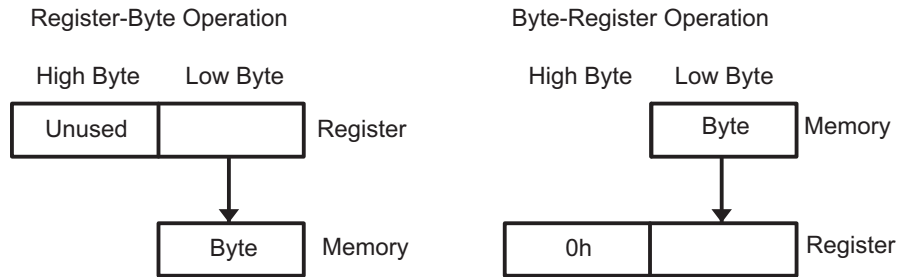 Register-Byte Operation
High Byte Low Byte
Unused Register
Byte Memory
Byte-Register Operation
High Byte Low Byte
Byte Memory
0h Register